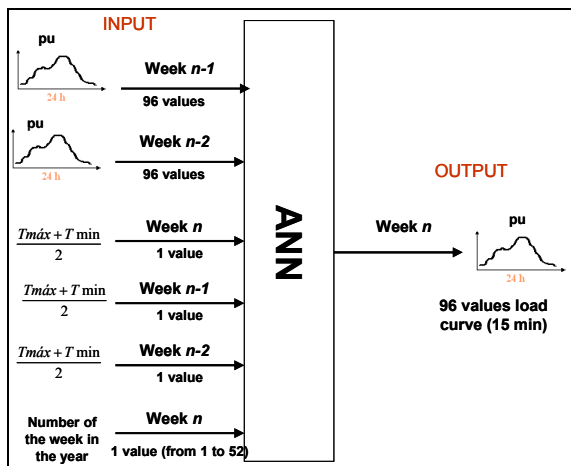 INPUT
pu
24 h
Week n-1
96 values
pu
24 h
Week n-2
96 values
Tmáx + T min
2
Week n
1 value
Tmáx + T min
2
Week n-1
1 value
Tmáx + T min
2
Week n-2
1 value
Number of
the week in
the year
Week n
1 value (from 1 to 52)
ANN
OUTPUT
Week n
pu
24 h
96 values load
curve (15 min)